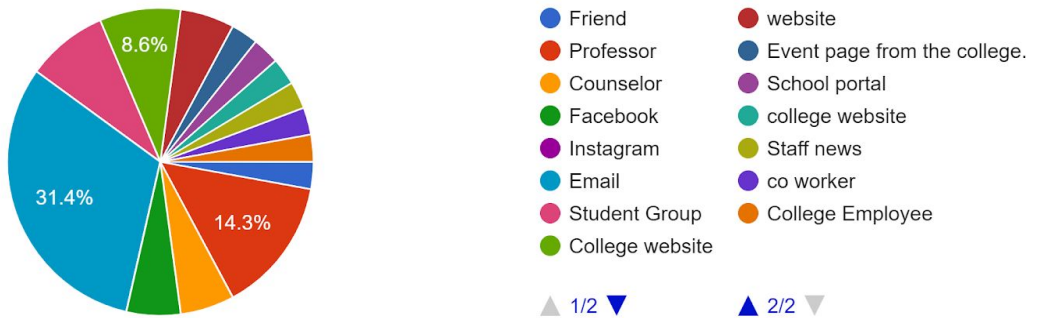 8.6%
31.4%
14.3%
Friend
Professor
Counselor
Facebook
Instagram
Email
Student Group
College website
1/2
website
Event page from the college.
School portal
college website
Staff news
co worker
College Employee
2/2